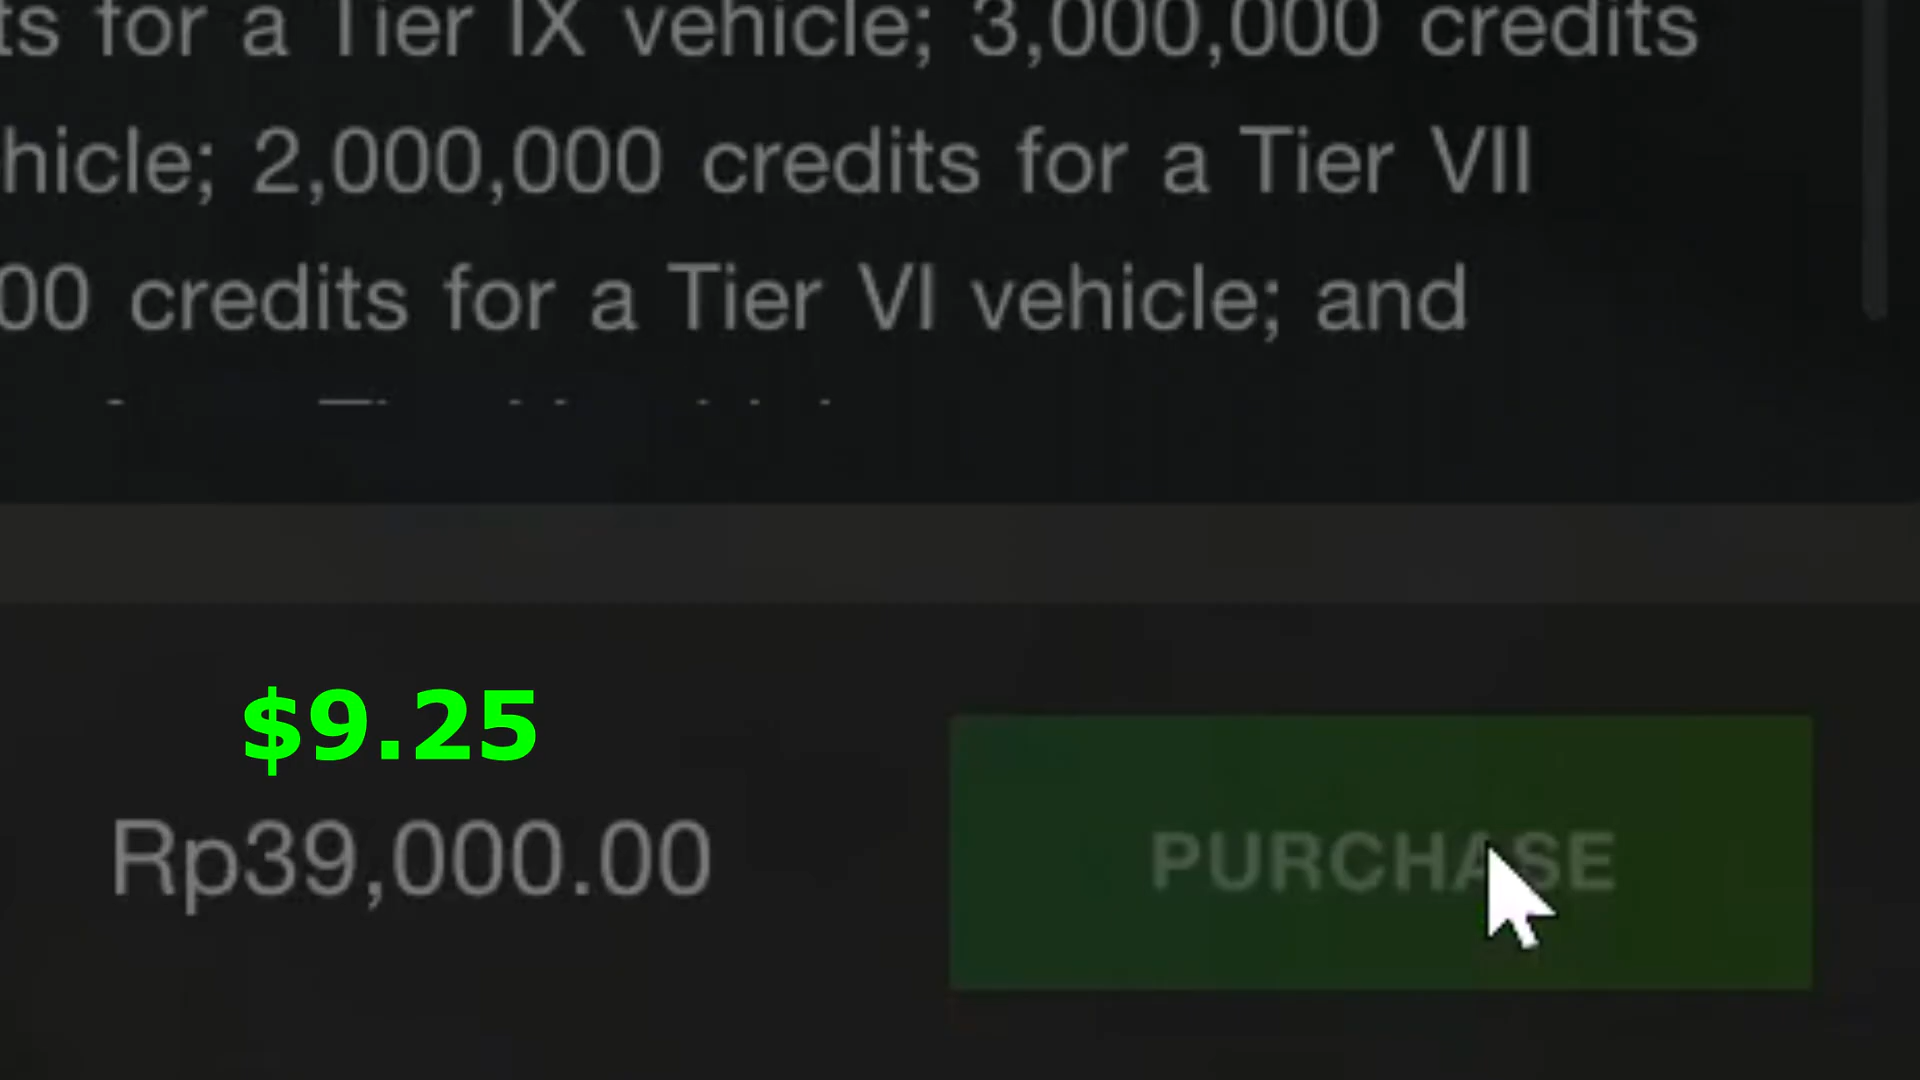 ts for a Tier IX vehicle; 3,000,000 credits
hicle; 2,000,000 credits for a Tier VII
00 credits for a Tier VI vehicle; and
$9.25
Rp39,000.00
PURCHASE